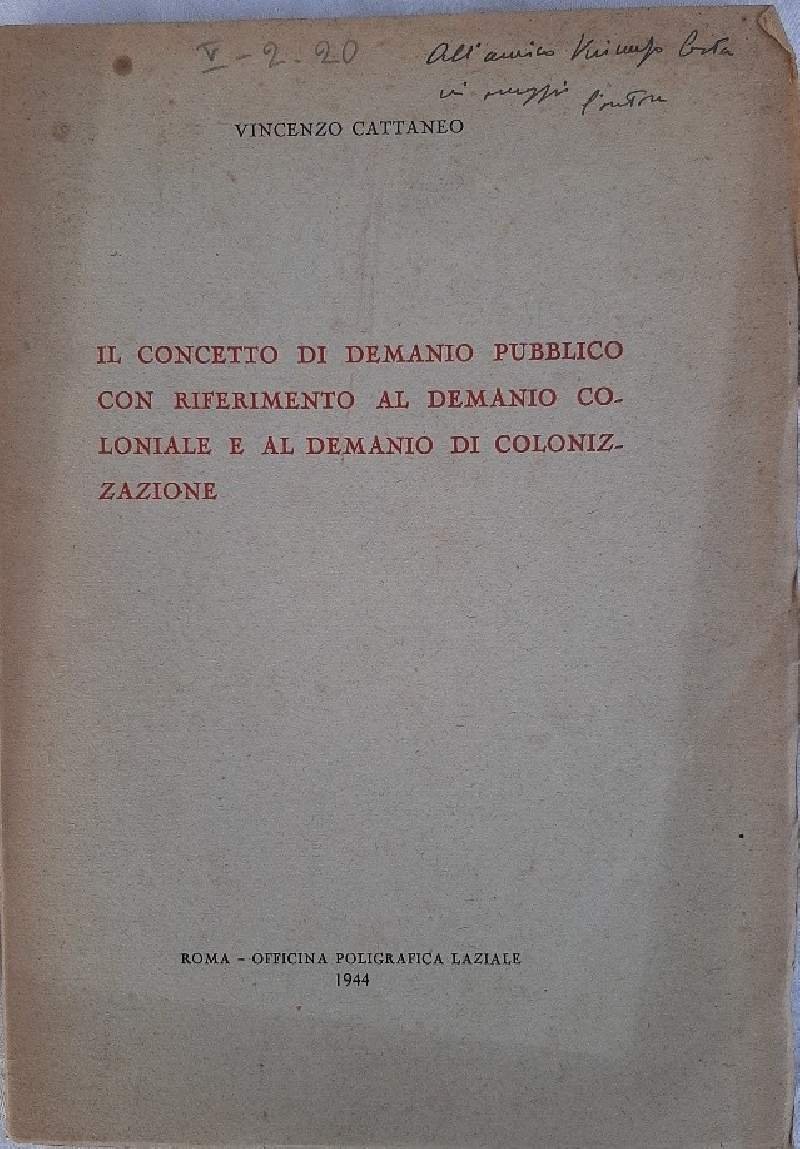 V-2.20
All'amico
l'autore
VINCENZO CATTANEO
IL CONCETTO DI DEMANIO PUBBLICO
CON RIFERIMENTO AL DEMANIO CO-
LONIALE E AL DEMANIO DI COLONIZ-
ZAZIONE
ROMA - OFFICINA POLIGRAFICA LAZIALE
1944